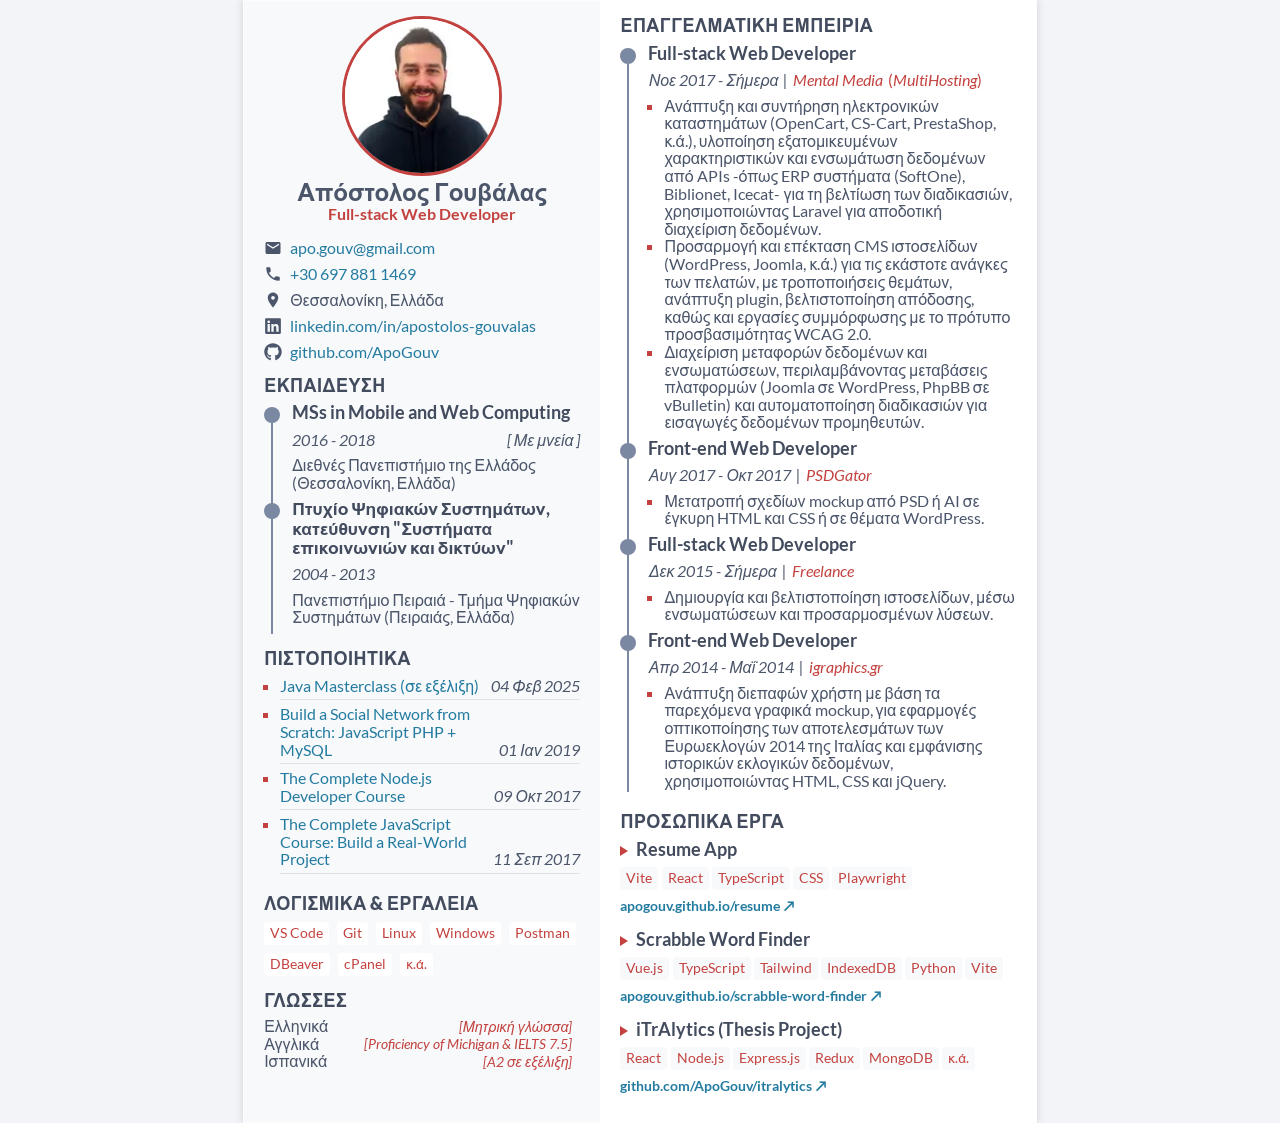 Απόστολος Γουβάλας
Full-stack Web Developer
apo.gouv@gmail.com
+30 697 881 1469
Θεσσαλονίκη, Ελλάδα
linkedin.com/in/apostolos-gouvalas
github.com/ApoGouv
ΕΚΠΑΙΔΕΥΣΗ
MSs in Mobile and Web Computing
2016 - 2018 [ Με μνεία ]
Διεθνές Πανεπιστήμιο της Ελλάδος
(Θεσσαλονίκη, Ελλάδα)
Πτυχίο Ψηφιακών Συστημάτων,
κατεύθυνση "Συστήματα
επικοινωνιών και δικτύων"
2004 - 2013
Πανεπιστήμιο Πειραιά - Τμήμα Ψηφιακών
Συστημάτων (Πειραιάς, Ελλάδα)
ΠΙΣΤΟΠΟΙΗΤΙΚΑ
Java Masterclass (σε εξέλιξη) 04 Φεβ 2025
Build a Social Network from
Scratch: JavaScript PHP +
MySQL 01 Ιαν 2019
The Complete Node.js
Developer Course 09 Οκτ 2017
The Complete JavaScript
Course: Build a Real-World
Project 11 Σεπ 2017
ΛΟΓΙΣΜΙΚΑ & ΕΡΓΑΛΕΙΑ
VS Code Git Linux Windows Postman
DBeaver cPanel κ.ά.
ΓΛΩΣΣΕΣ
Ελληνικά [Μητρική γλώσσα]
Αγγλικά [Proficiency of Michigan & IELTS 7.5]
Ισπανικά [A2 σε εξέλιξη]
ΕΠΑΓΓΕΛΜΑΤΙΚΗ ΕΜΠΕΙΡΙΑ
Full-stack Web Developer
Νοε 2017 - Σήμερα | Mental Media (MultiHosting)
Ανάπτυξη και συντήρηση ηλεκτρονικών
καταστημάτων (OpenCart, CS-Cart, PrestaShop,
κ.ά.), υλοποίηση εξατομικευμένων
χαρακτηριστικών και ενσωμάτωση δεδομένων
από APIs -όπως ERP συστήματα (SoftOne),
Biblionet, Icecat- για τη βελτίωση των διαδικασιών,
χρησιμοποιώντας Laravel για αποδοτική
διαχείριση δεδομένων.
Προσαρμογή και επέκταση CMS ιστοσελίδων
(WordPress, Joomla, κ.ά.) για τις εκάστοτε ανάγκες
των πελατών, με τροποποιήσεις θεμάτων,
ανάπτυξη plugin, βελτιστοποίηση απόδοσης,
καθώς και εργασίες συμμόρφωσης με το πρότυπο
προσβασιμότητας WCAG 2.0.
Διαχείριση μεταφορών δεδομένων και
ενσωματώσεων, περιλαμβάνοντας μεταβάσεις
πλατφορμών (Joomla σε WordPress, PhpBB σε
vBulletin) και αυτοματοποίηση διαδικασιών για
εισαγωγές δεδομένων προμηθευτών.
Front-end Web Developer
Αυγ 2017 - Οκτ 2017 | PSDGator
Μετατροπή σχεδίων mockup από PSD ή AI σε
έγκυρη HTML και CSS ή σε θέματα WordPress.
Full-stack Web Developer
Δεκ 2015 - Σήμερα | Freelance
Δημιουργία και βελτιστοποίηση ιστοσελίδων, μέσω
ενσωματώσεων και προσαρμοσμένων λύσεων.
Front-end Web Developer
Απρ 2014 - Μαΐ 2014 | igraphics.gr
Ανάπτυξη διεπαφών χρήστη με βάση τα
παρεχόμενα γραφικά mockup, για εφαρμογές
οπτικοποίησης των αποτελεσμάτων των
Ευρωεκλογών 2014 της Ιταλίας και εμφάνισης
ιστορικών εκλογικών δεδομένων,
χρησιμοποιώντας HTML, CSS και jQuery.
ΠΡΟΣΩΠΙΚΑ ΕΡΓΑ
Resume App
Vite React TypeScript CSS Playwright
apogouv.github.io/resume
Scrabble Word Finder
Vue.js TypeScript Tailwind IndexedDB Python Vite
apogouv.github.io/scrabble-word-finder
iTrAlytics (Thesis Project)
React Node.js Express.js Redux MongoDB κ.ά.
github.com/ApoGouv/itralytics